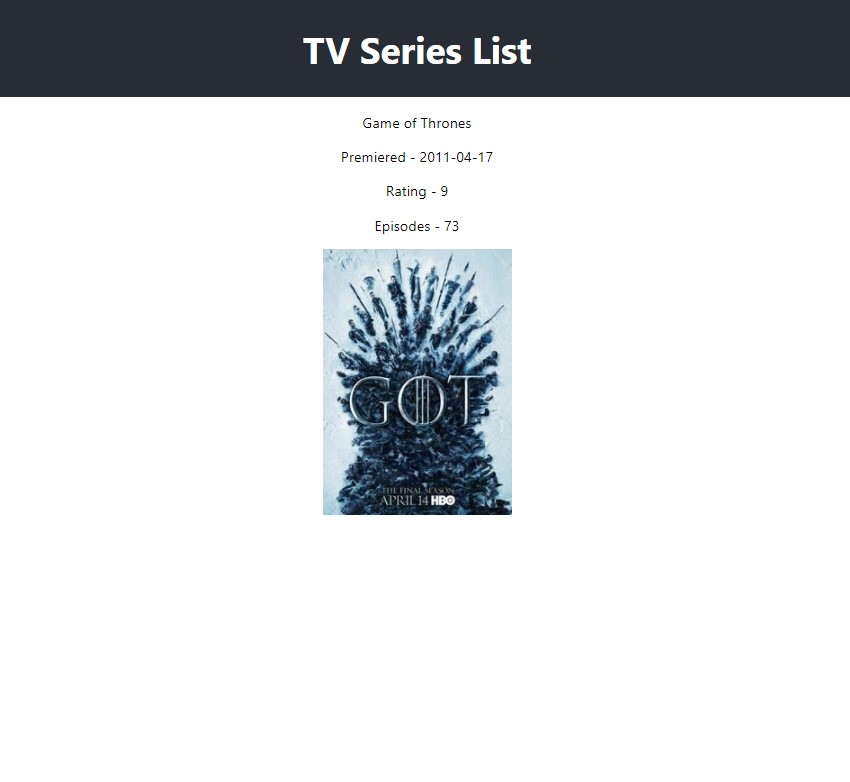 TV Series List
Game of Thrones
Premiered - 2011-04-17
Rating - 9
Episodes - 73
GOT
THE FINAL SEASON
APRIL 14 HBO